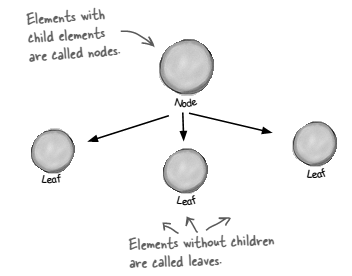 Elements with
child elements
are called nodes.
Node
Leaf
Leaf
Leaf
Elements without children
are called leaves.